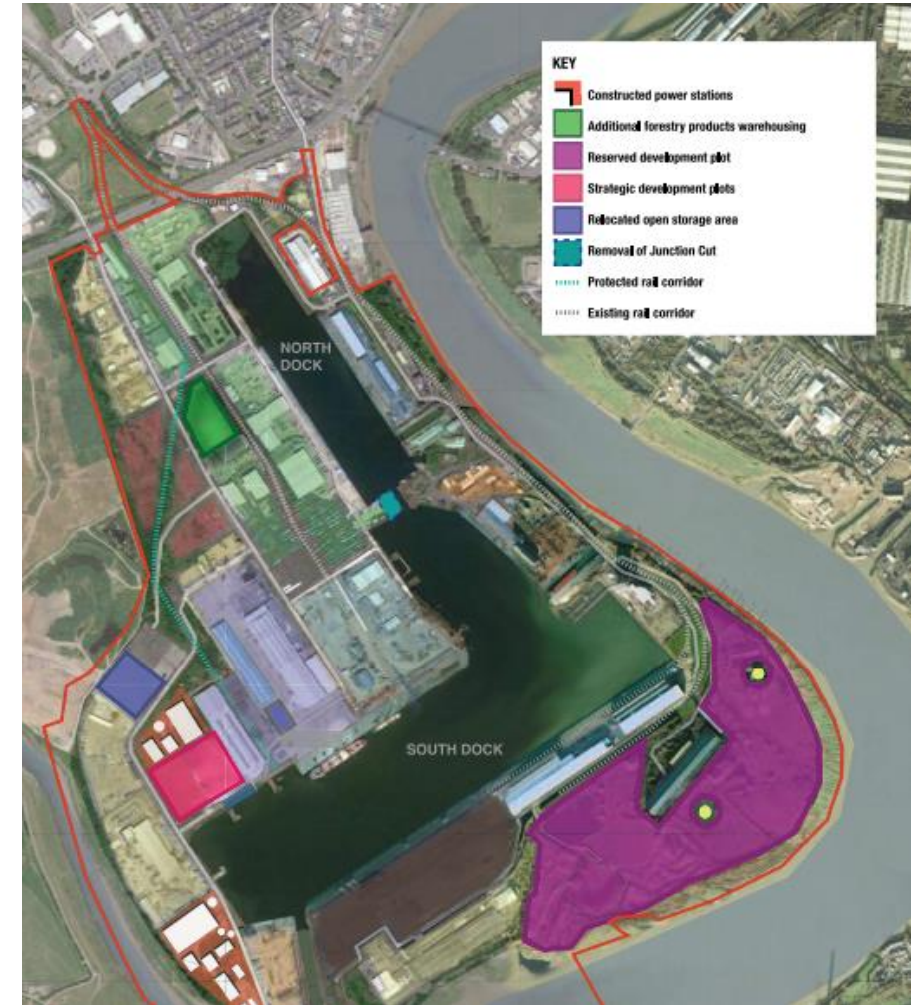 KEY
Constructed power stations
Additional forestry products warehousing
Reserved development plot
Strategic development plots
Relocated open storage area
Removal of Junction Cut
Protected rail corridor
Existing rail corridor
NORTH
DOCK
SOUTH DOCK